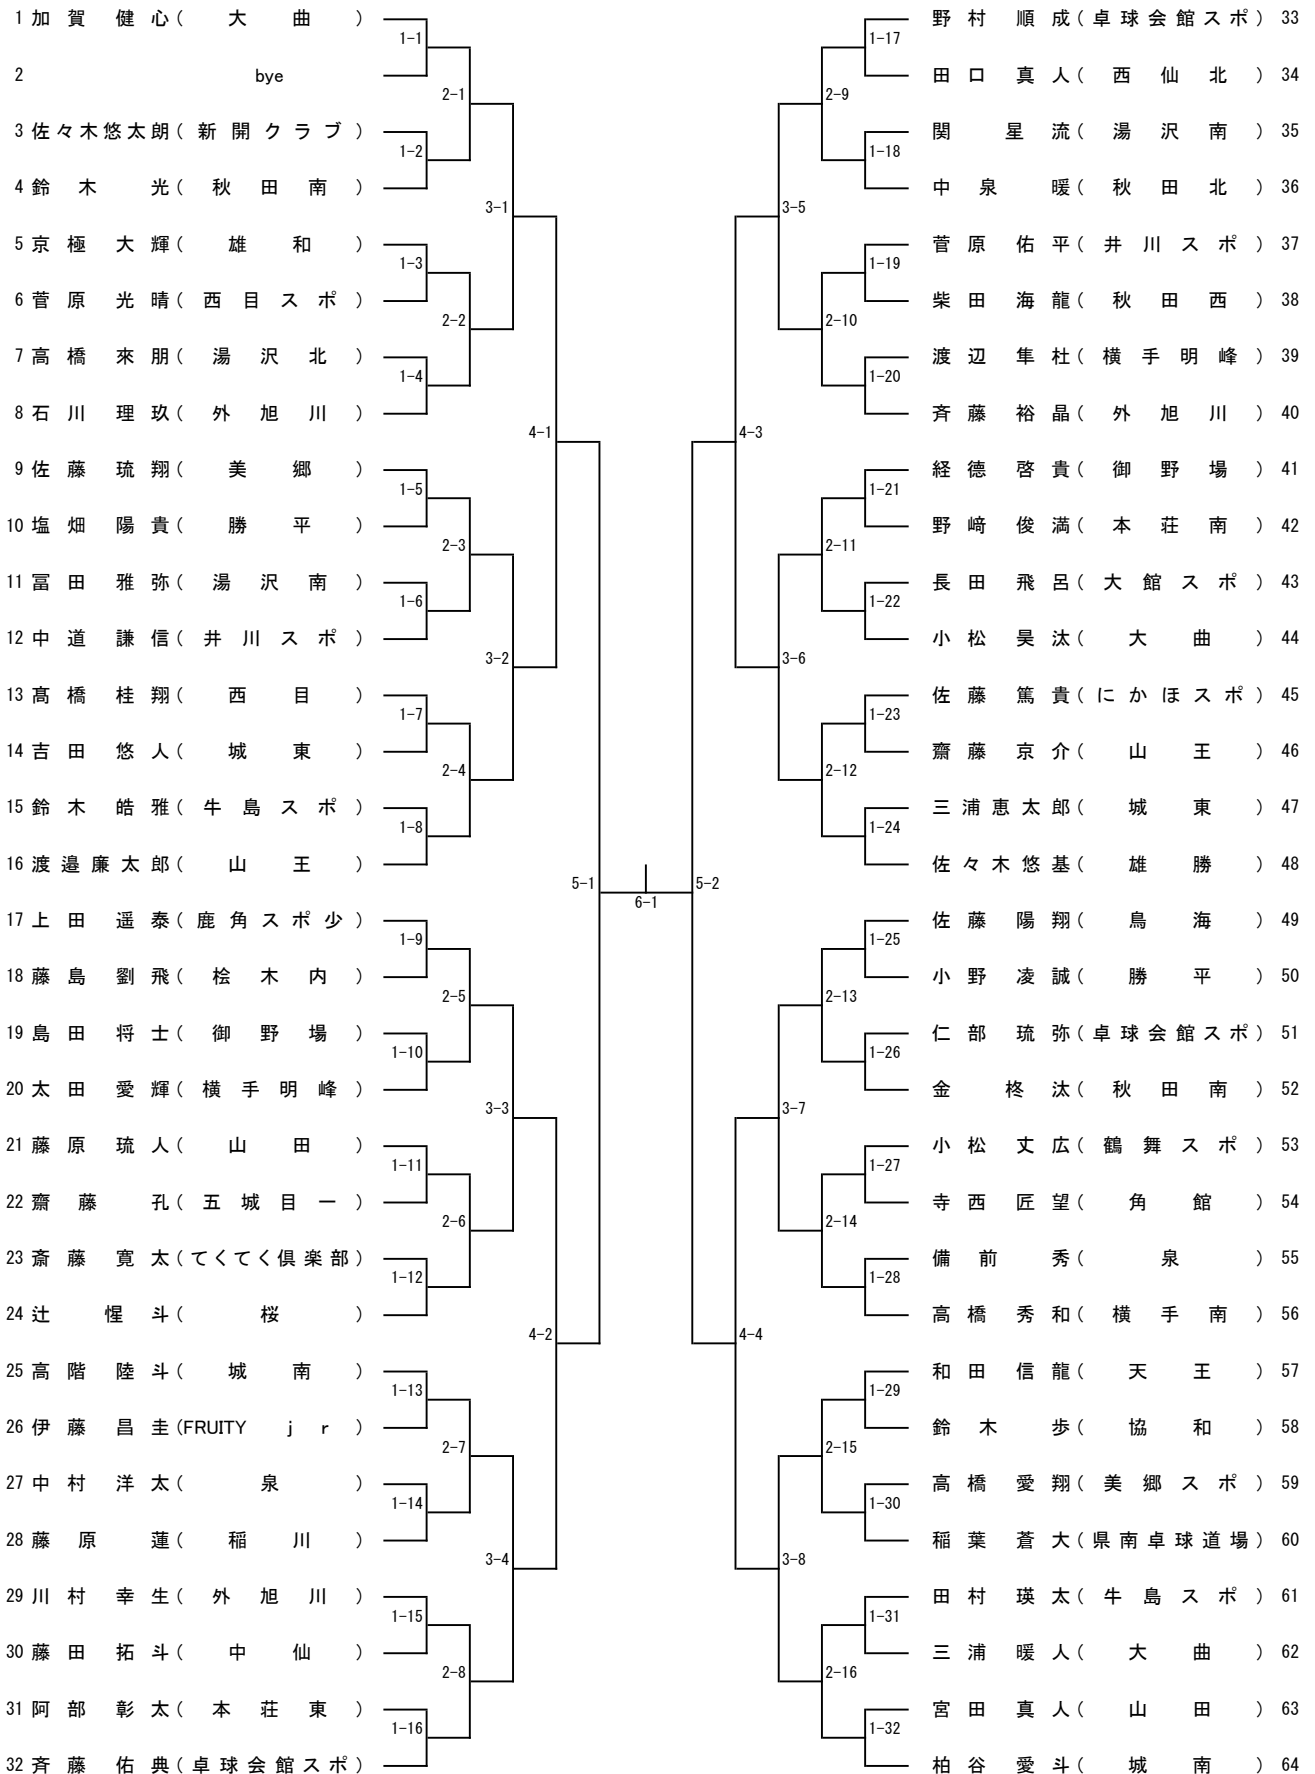 1 加賀 健心 ( 大曲 )
2 bye
3 佐々木悠太朗 ( 新開クラブ )
4 鈴木 光 ( 秋田南 )
5 京極 大輝 ( 雄和 )
6 菅原 光晴 ( 西目スポ )
7 高橋 來朋 ( 湯沢北 )
8 石川 理玖 ( 外旭川 )
9 佐藤 琉翔 ( 美郷 )
10 塩畑 陽貴 ( 勝平 )
11 冨田 雅弥 ( 湯沢南 )
12 中道 謙信 ( 井川スポ )
13 髙橋 桂翔 ( 西目 )
14 吉田 悠人 ( 城東 )
15 鈴木 皓雅 ( 牛島スポ )
16 渡邉廉太郎 ( 山王 )
17 上田 遥泰 ( 鹿角スポ少 )
18 藤島 劉飛 ( 桧木内 )
19 島田 将士 ( 御野場 )
20 太田 愛輝 ( 横手明峰 )
21 藤原 琉人 ( 山田 )
22 齋藤 孔 ( 五城目一 )
23 斎藤 寛太 ( てくてく倶楽部 )
24 辻 惺斗 ( 桜 )
25 高階 陸斗 ( 城南 )
26 伊藤 昌圭 ( FRUITY jr )
27 中村 洋太 ( 泉 )
28 藤原 蓮 ( 稲川 )
29 川村 幸生 ( 外旭川 )
30 藤田 拓斗 ( 中仙 )
31 阿部 彰太 ( 本荘東 )
32 斉藤 佑典 ( 卓球会館スポ )
1-1
1-2
1-3
1-4
1-5
1-6
1-7
1-8
1-9
1-10
1-11
1-12
1-13
1-14
1-15
1-16
2-1
2-2
2-3
2-4
2-5
2-6
2-7
2-8
3-1
3-2
3-3
3-4
4-1
4-2
5-1
6-1
5-2
4-3
4-4
3-5
3-6
3-7
3-8
2-9
2-10
2-11
2-12
2-13
2-14
2-15
2-16
1-17
1-18
1-19
1-20
1-21
1-22
1-23
1-24
1-25
1-26
1-27
1-28
1-29
1-30
1-31
1-32
野村 順成 ( 卓球会館スポ ) 33
田口 真人 ( 西仙北 ) 34
関 星流 ( 湯沢南 ) 35
中泉 暖 ( 秋田北 ) 36
菅原 佑平 ( 井川スポ ) 37
柴田 海龍 ( 秋田西 ) 38
渡辺 隼杜 ( 横手明峰 ) 39
斉藤 裕晶 ( 外旭川 ) 40
経徳 啓貴 ( 御野場 ) 41
野﨑 俊満 ( 本荘南 ) 42
長田 飛呂 ( 大館スポ ) 43
小松 昊汰 ( 大曲 ) 44
佐藤 篤貴 ( にかほスポ ) 45
齋藤 京介 ( 山王 ) 46
三浦恵太郎 ( 城東 ) 47
佐々木悠基 ( 雄勝 ) 48
佐藤 陽翔 ( 鳥海 ) 49
小野 凌誠 ( 勝平 ) 50
仁部 琉弥 ( 卓球会館スポ ) 51
金 柊汰 ( 秋田南 ) 52
小松 丈広 ( 鶴舞スポ ) 53
寺西 匠望 ( 角館 ) 54
備前 秀 ( 泉 ) 55
高橋 秀和 ( 横手南 ) 56
和田 信龍 ( 天王 ) 57
鈴木 歩 ( 協和 ) 58
高橋 愛翔 ( 美郷スポ ) 59
稲葉 蒼大 ( 県南卓球道場 ) 60
田村 瑛太 ( 牛島スポ ) 61
三浦 暖人 ( 大曲 ) 62
宮田 真人 ( 山田 ) 63
柏谷 愛斗 ( 城南 ) 64